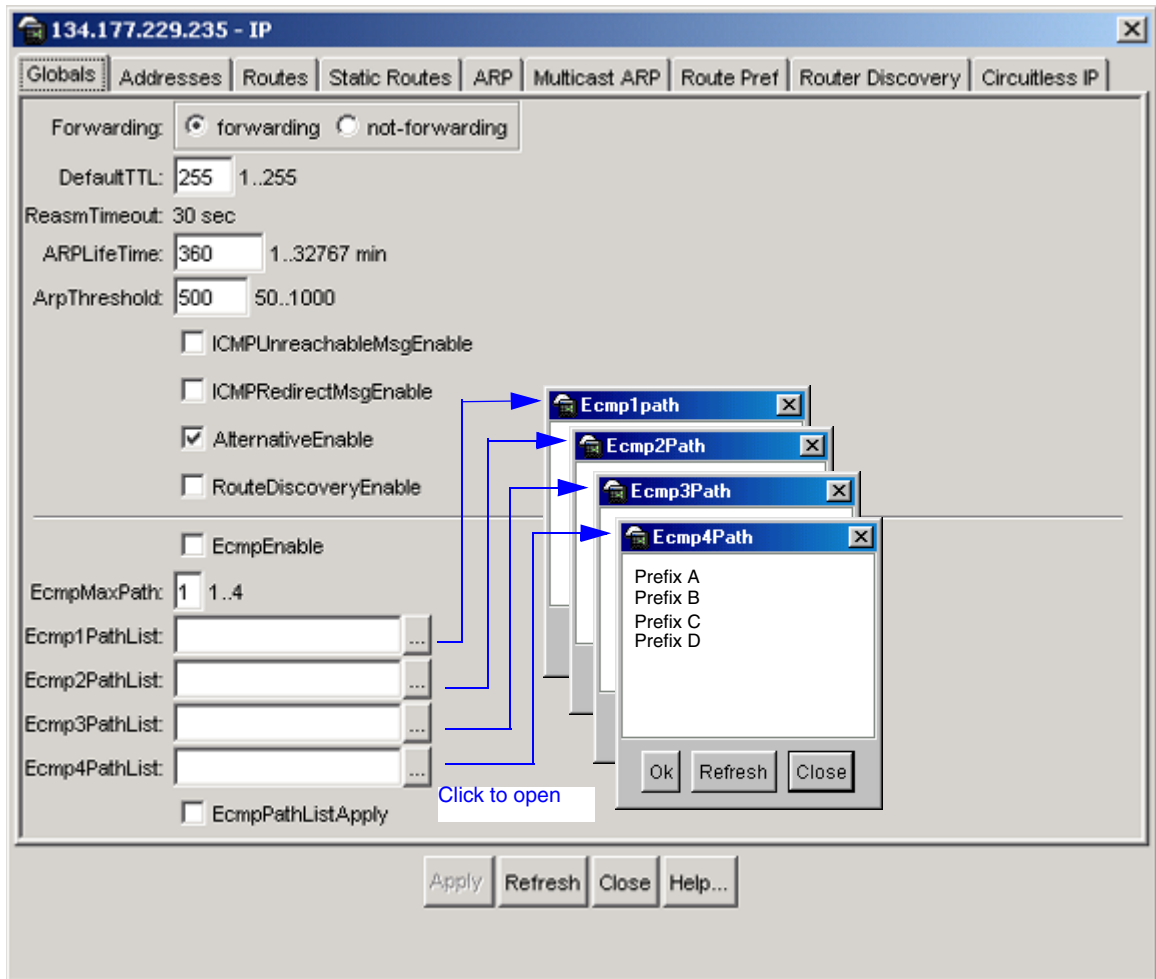 134.177.229.235 - IP
Globals Addresses Routes Static Routes ARP Multicast ARP Route Pref Router Discovery Circuitless IP
Forwarding: forwarding not-forwarding
DefaultTTL: 255 1..255
ReasmTimeout: 30 sec
ARPLifeTime: 360 1..32767 min
ArpThreshold: 500 50..1000
ICMPUnreachableMsgEnable
ICMPRedirectMsgEnable
AlternativeEnable
RouteDiscoveryEnable
EcmpEnable
EcmpMaxPath: 1 1..4
Ecmp1PathList: ...
Ecmp2PathList: ...
Ecmp3PathList: ...
Ecmp4PathList: ...
Click to open
EcmpPathListApply
Ecmp1path
Ecmp2Path
Ecmp3Path
Ecmp4Path
Prefix A
Prefix B
Prefix C
Prefix D
Ok Refresh Close
Apply Refresh Close Help...